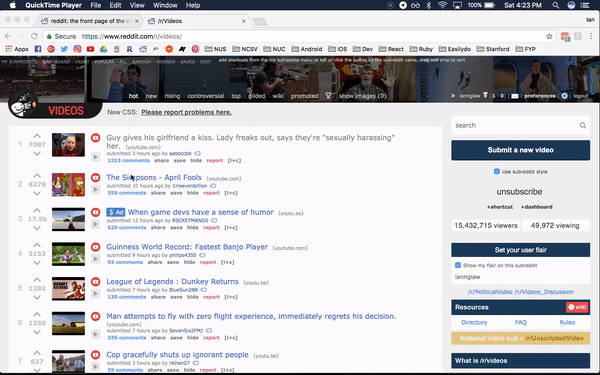 QuickTime Player File Edit View Window Help 100% Sat 4:23 PM
reddit: the front page of the in
/r/Videos
Ian
Secure https://www.reddit.com/r/videos/
Apps NUS NCSV NUC Android iOS Dev React Ruby Easilydo Stanford FYP
MY SUBREDDITS DASHBOARD FRONT - POPULAR - ALL - RANDOM - FRIENDS - SAVED - EDIT
add shortcuts from the my subreddits menu at left or click the button by the subreddit name, drag and drop to sort
hot new rising controversial top gilded wiki promoted show images (0)
ianngiaw 1 0 preferences logout
VIDEOS
New CSS: Please report problems here.
1 7087 Guy gives his girlfriend a kiss. Lady freaks out, says they're "sexually harassing"
her. (youtube.com)
submitted 3 hours ago by
1313 comments share save hide report [l+c]
2 8278 The Simpsons - April Fools (youtube.com)
submitted 10 hours ago by 1insevenbillion
359 comments share save hide report [l+c]
3 17.5k $ Ad When game devs have a sense of humor (youtu.be)
submitted 12 hours ago by ROCKETMANG0
529 comments share save hide report [l+c]
4 3153 Guinness World Record: Fastest Banjo Player (youtube.com)
submitted 9 hours ago by philips4350
93 comments share save hide report [l+c]
5 1282 League of Legends : Dunkey Returns (youtu.be)
submitted 7 hours ago by BlueSun288
130 comments share save hide report [l+c]
6 1350 Man attempts to fly with zero flight experience, immediately regrets his decision.
(youtube.com)
submitted 7 hours ago by SevenSix2FMJ
335 comments share save hide report [l+c]
7 637 Cop gracefully shuts up ignorant people (youtu.be)
submitted 3 hours ago by nkhan27
search
Submit a new video
Use subreddit style
unsubscribe
+shortcut +dashboard
15,432,715 viewers 49,972 viewing
Set your user flair
Show my flair on this subreddit
ianngiaw
/r/PoliticalVideo /r/Videos_Discussion
Resources wiki
Directory FAQ Rules
featured video sub » /r/UnscriptedVideo
What is /r/videos